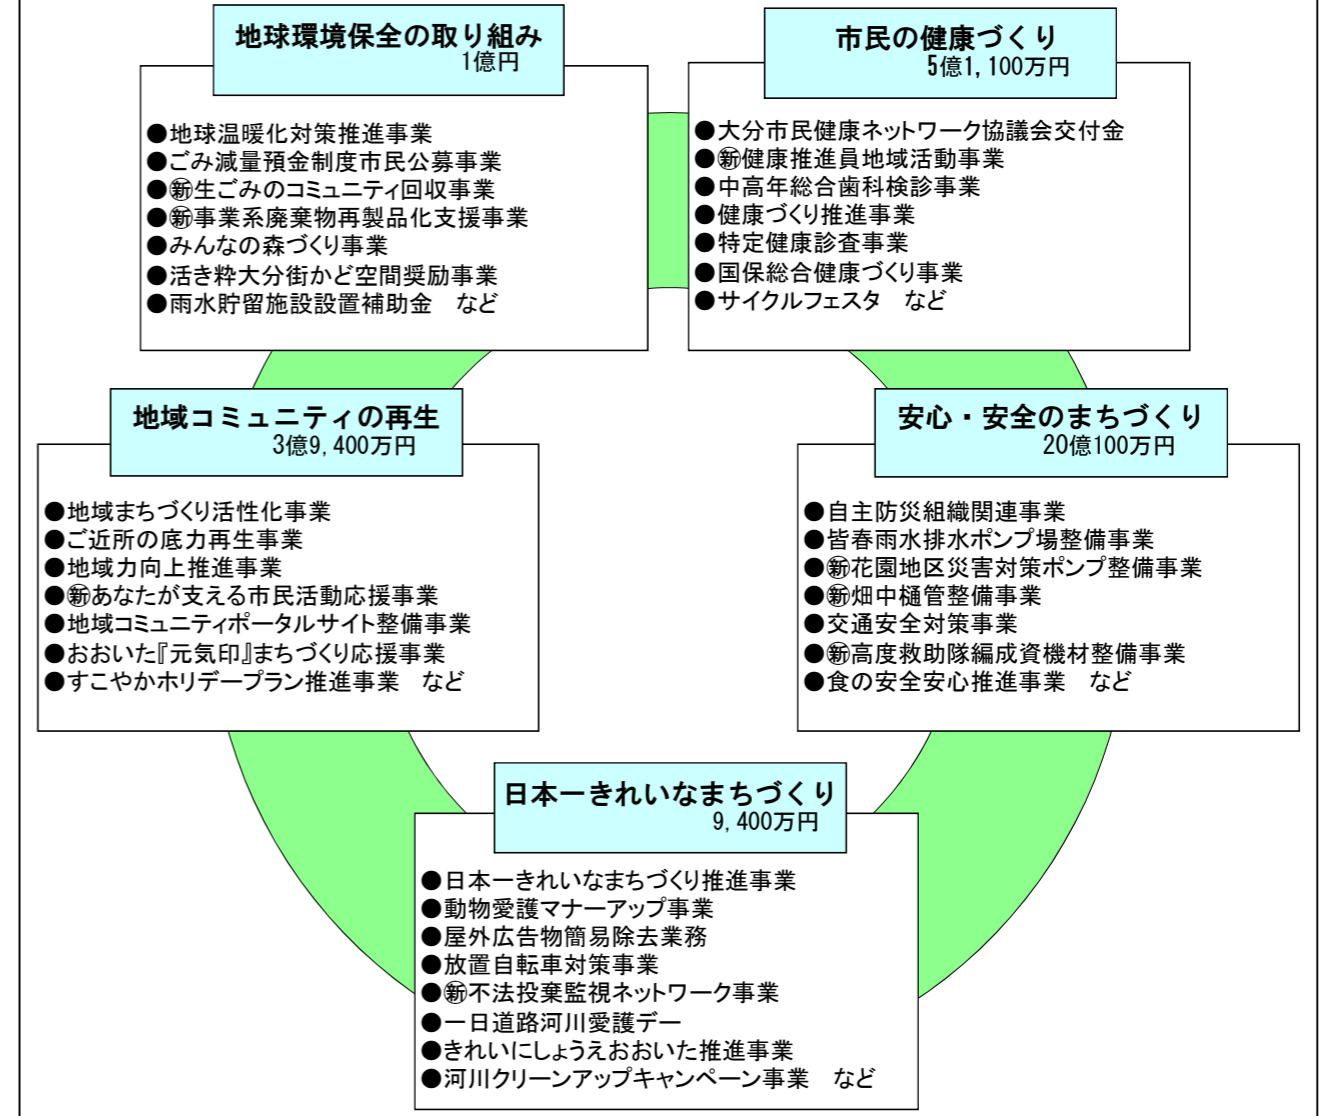 地球環境保全の取り組み
1億円
●地球温暖化対策推進事業
●ごみ減量預金制度市民公募事業
●㊟生ごみのコミュニティ回収事業
●新事業系廃棄物再製品化支援事業
●みんなの森づくり事業
●活き粋大分街かど空間奨励事業
●雨水貯留施設設置補助金　など
市民の健康づくり
5億1,100万円
●大分市民健康ネットワーク協議会交付金
●新健康推進員地域活動事業
●中高年総合歯科検診事業
●健康づくり推進事業
●特定健康診査事業
●国保総合健康づくり事業
●サイクルフェスタ　など
地域コミュニティの再生
3億9,400万円
●地域まちづくり活性化事業
●ご近所の底力再生事業
●地域力向上推進事業
●新あなたが支える市民活動応援事業
●地域コミュニティポータルサイト整備事業
●おおいた『元気印』まちづくり応援事業
●すこやかホリデープラン推進事業　など
安心・安全のまちづくり
20億100万円
●自主防災組織関連事業
●皆春雨水排水ポンプ場整備事業
●新花園地区災害対策ポンプ整備事業
●新畑中樋管整備事業
●交通安全対策事業
●新高度救助隊編成資機材整備事業
●食の安全安心推進事業　など
日本一きれいなまちづくり
9,400万円
●日本一きれいなまちづくり推進事業
●動物愛護マナーアップ事業
●屋外広告物簡易除去業務
●放置自転車対策事業
●新不法投棄監視ネットワーク事業
●一日道路河川愛護デー
●きれいにしょうえおおいた推進事業
●河川クリーンアップキャンペーン事業　など